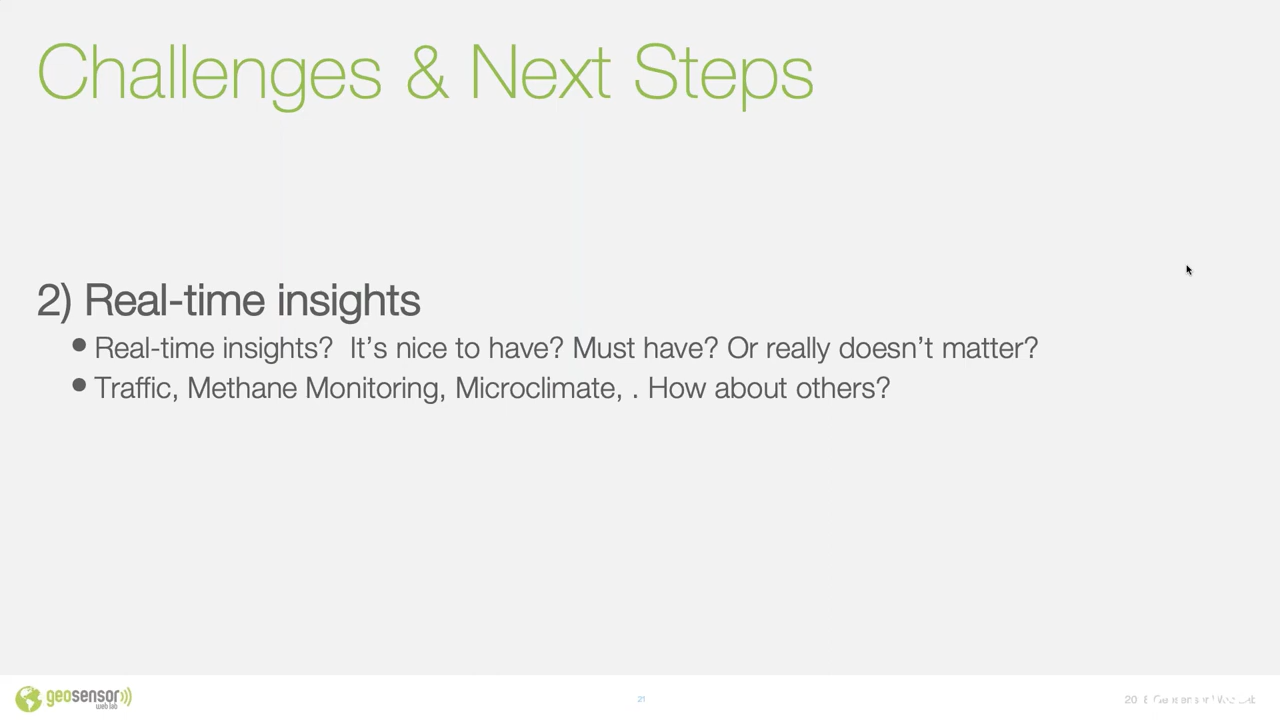 Challenges & Next Steps
2) Real-time insights
• Real-time insights?  It’s nice to have? Must have? Or really doesn’t matter?
• Traffic, Methane Monitoring, Microclimate, . How about others?
geosensor
web lab
21